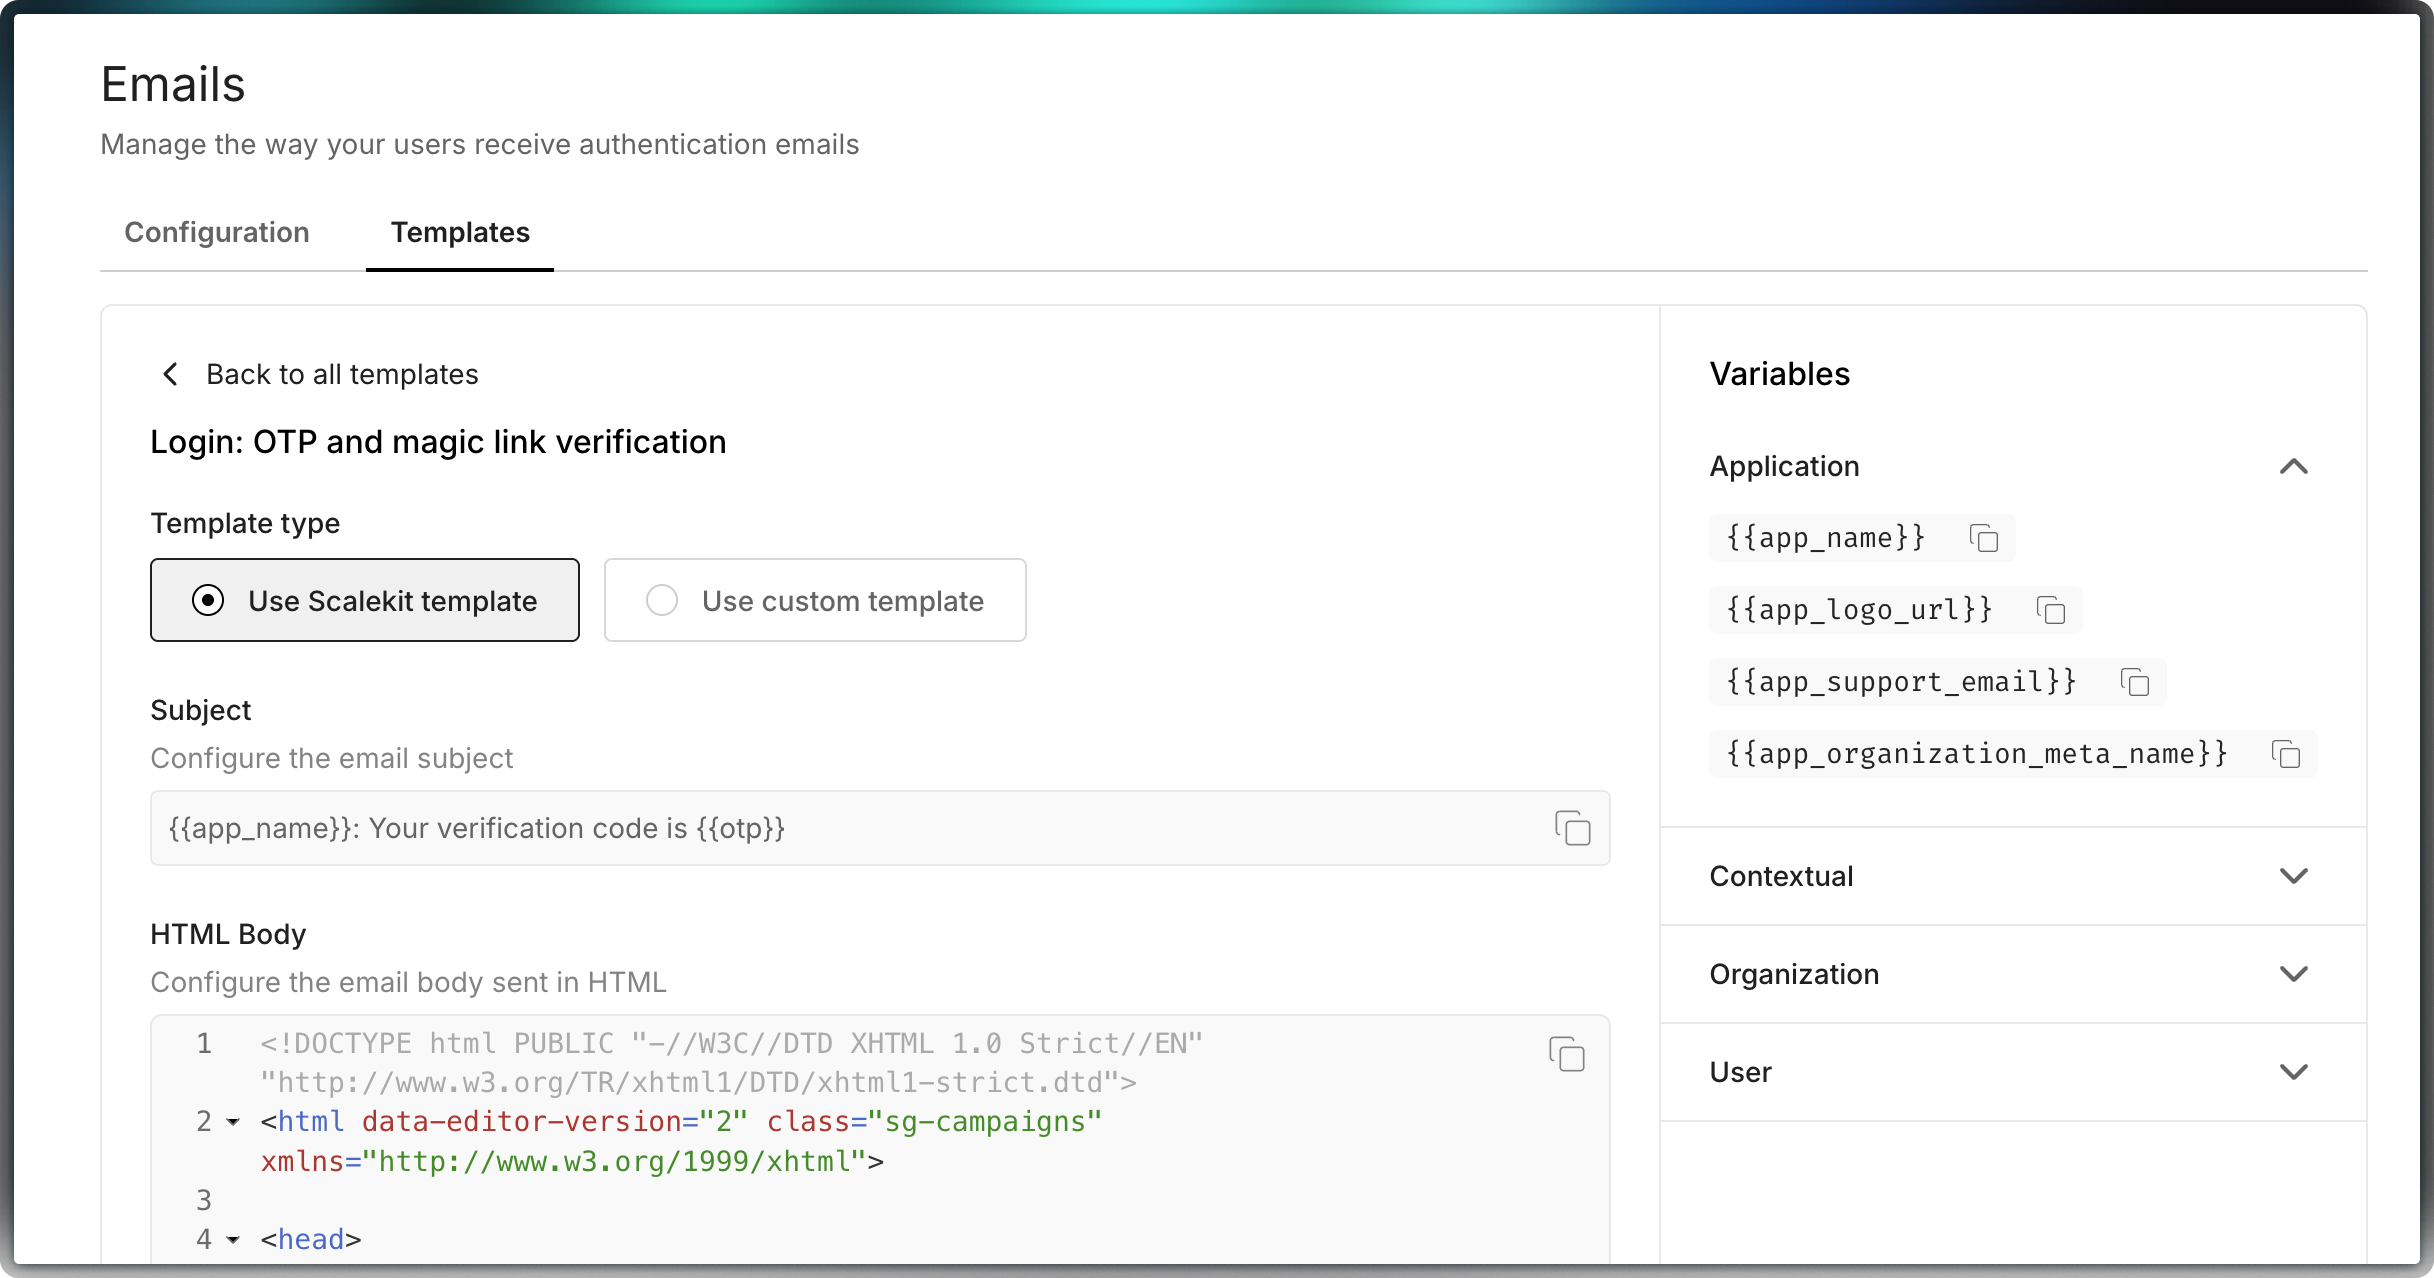 Emails
Manage the way your users receive authentication emails
Configuration
Templates
Back to all templates
Login: OTP and magic link verification
Template type
Use Scalekit template
Use custom template
Subject
Configure the email subject
{{app_name}}: Your verification code is {{otp}}
HTML Body
Configure the email body sent in HTML
1 <!DOCTYPE html PUBLIC "-//W3C//DTD XHTML 1.0 Strict//EN"
"http://www.w3.org/TR/xhtml1/DTD/xhtml1-strict.dtd">
2 <html data-editor-version="2" class="sg-campaigns"
xmlns="http://www.w3.org/1999/xhtml">
3
4 <head>
Variables
Application
{{app_name}}
{{app_logo_url}}
{{app_support_email}}
{{app_organization_meta_name}}
Contextual
Organization
User